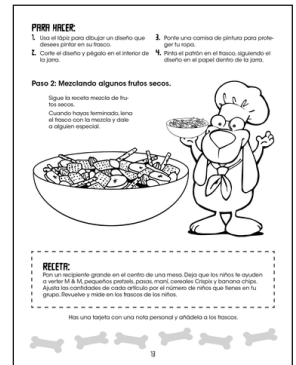 PARA HACER:
1. Usa el lápiz para dibujar un diseño que
desees pintar en su frasco.
2. Corte el diseño y pégalo en el interior de
la jarra.
3. Ponte una camisa de pintura para prote-
ger tu ropa.
4. Pinta el patrón en el frasco, siguiendo el
diseño en el papel dentro de la jarra.
Paso 2: Mezclando algunos frutos secos.
Sigue la receta mezcla de fru-
tos secos.
Cuando hayas terminado, lena
el frasco con la mezcla y dale
a alguien especial.
RECETA:
Pon un recipiente grande en el centro de una mesa. Deja que los niños te ayuden
a verter M & M, pequeños pretzels, pasas, maní, cereales Crispix y banana chips.
Ajusta las cantidades de cada artículo por el número de niños que tienes en tu
grupo. Revuelve y mide en los frascos de los niños.
Has una tarjeta con una nota personal y añádela a los frascos.
13